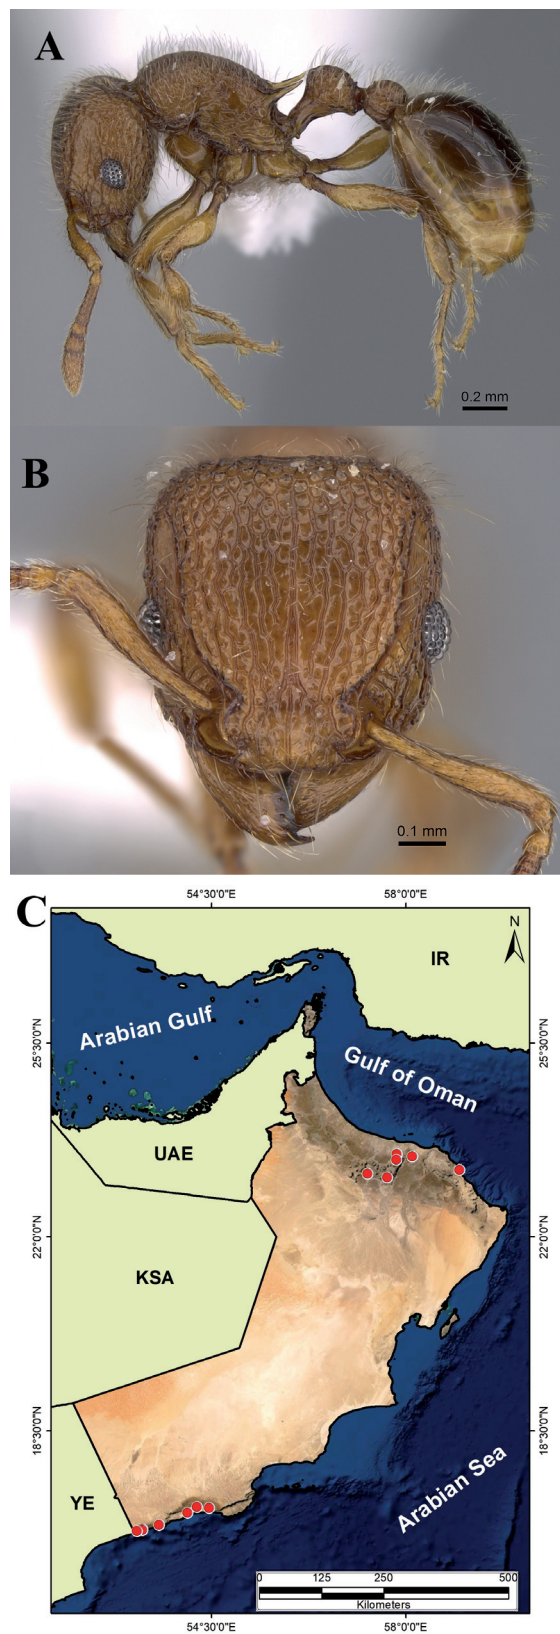 A
0.2 mm
B
0.1 mm
C
54°30'0"E
58°0'0"E
N
IR
Arabian Gulf
25°30'0"N
25°30'0"N
Gulf of Oman
UAE
22°0'0"N
22°0'0"N
KSA
18°30'0"N
18°30'0"N
YE
Arabian Sea
0 125 250 500
Kilometers
54°30'0"E
58°0'0"E